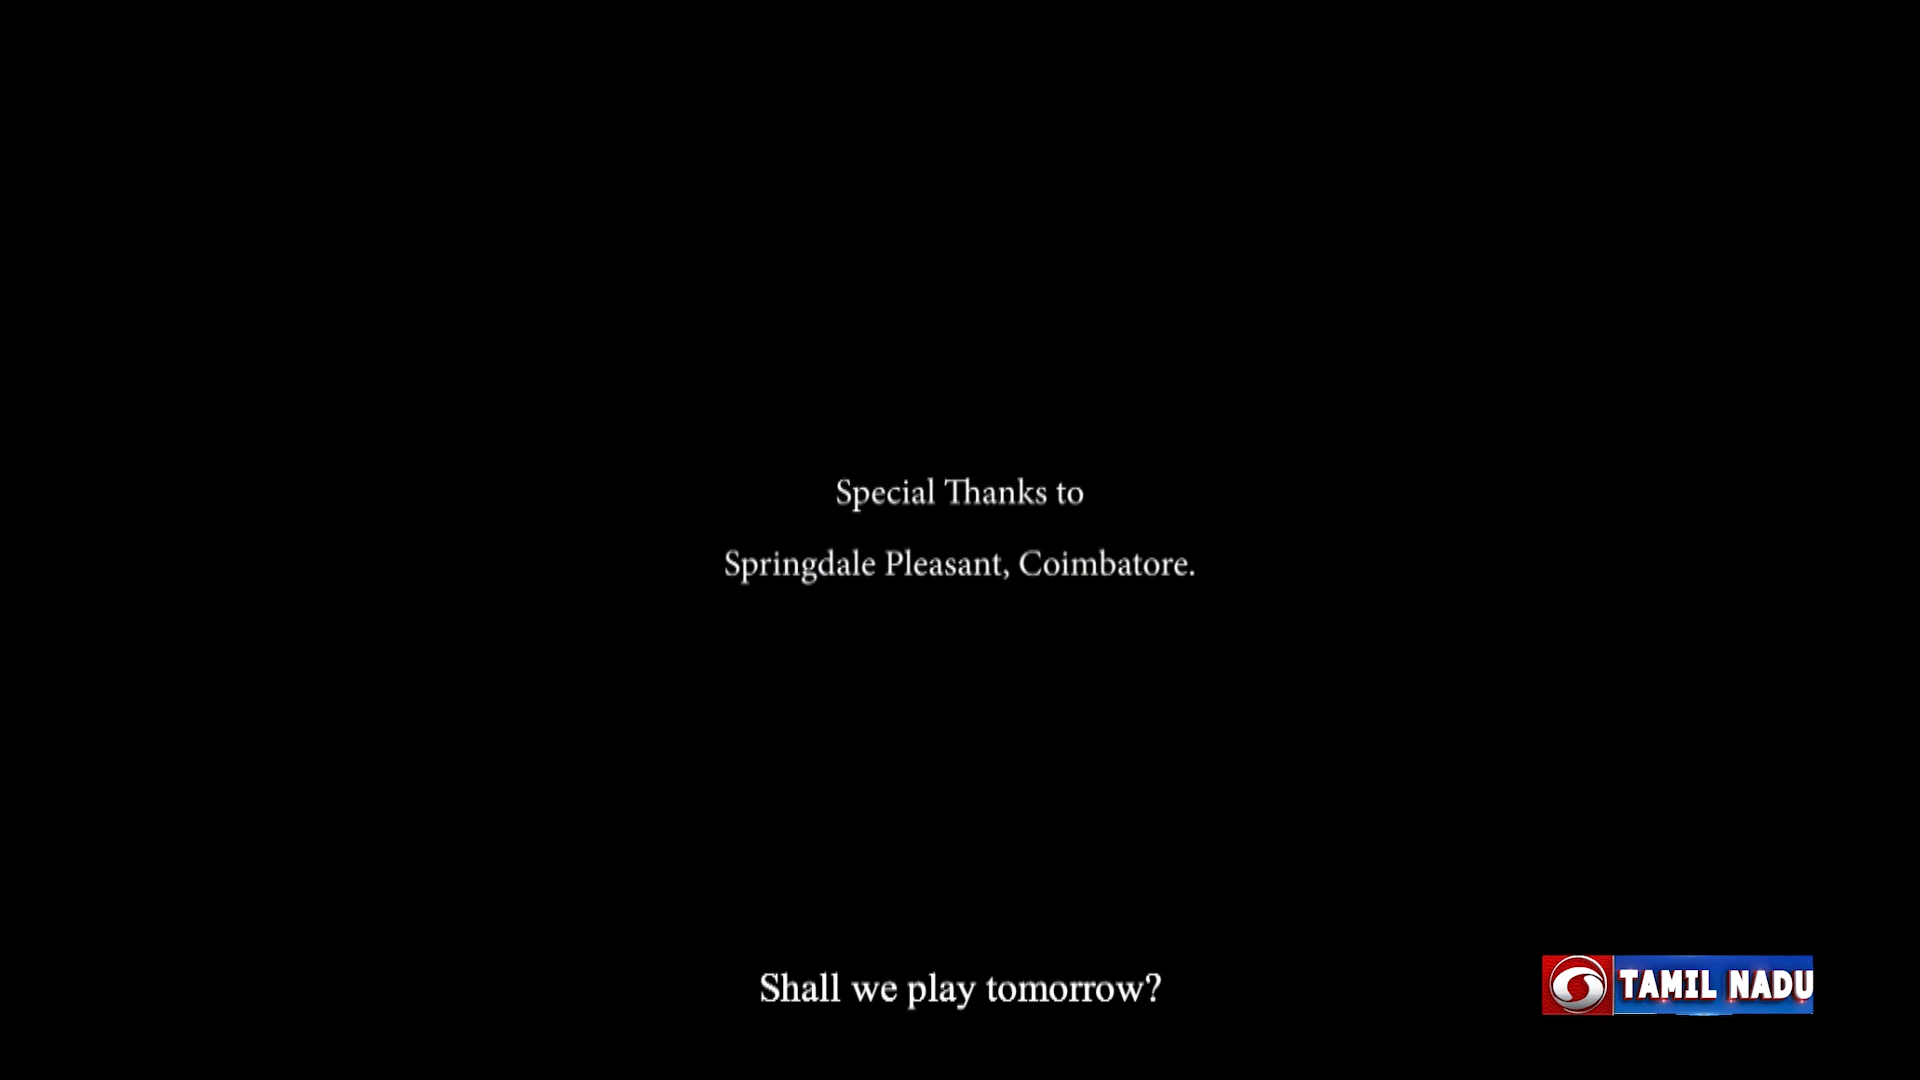 Special Thanks to
Springdale Pleasant, Coimbatore.
Shall we play tomorrow?
TAMIL NADU